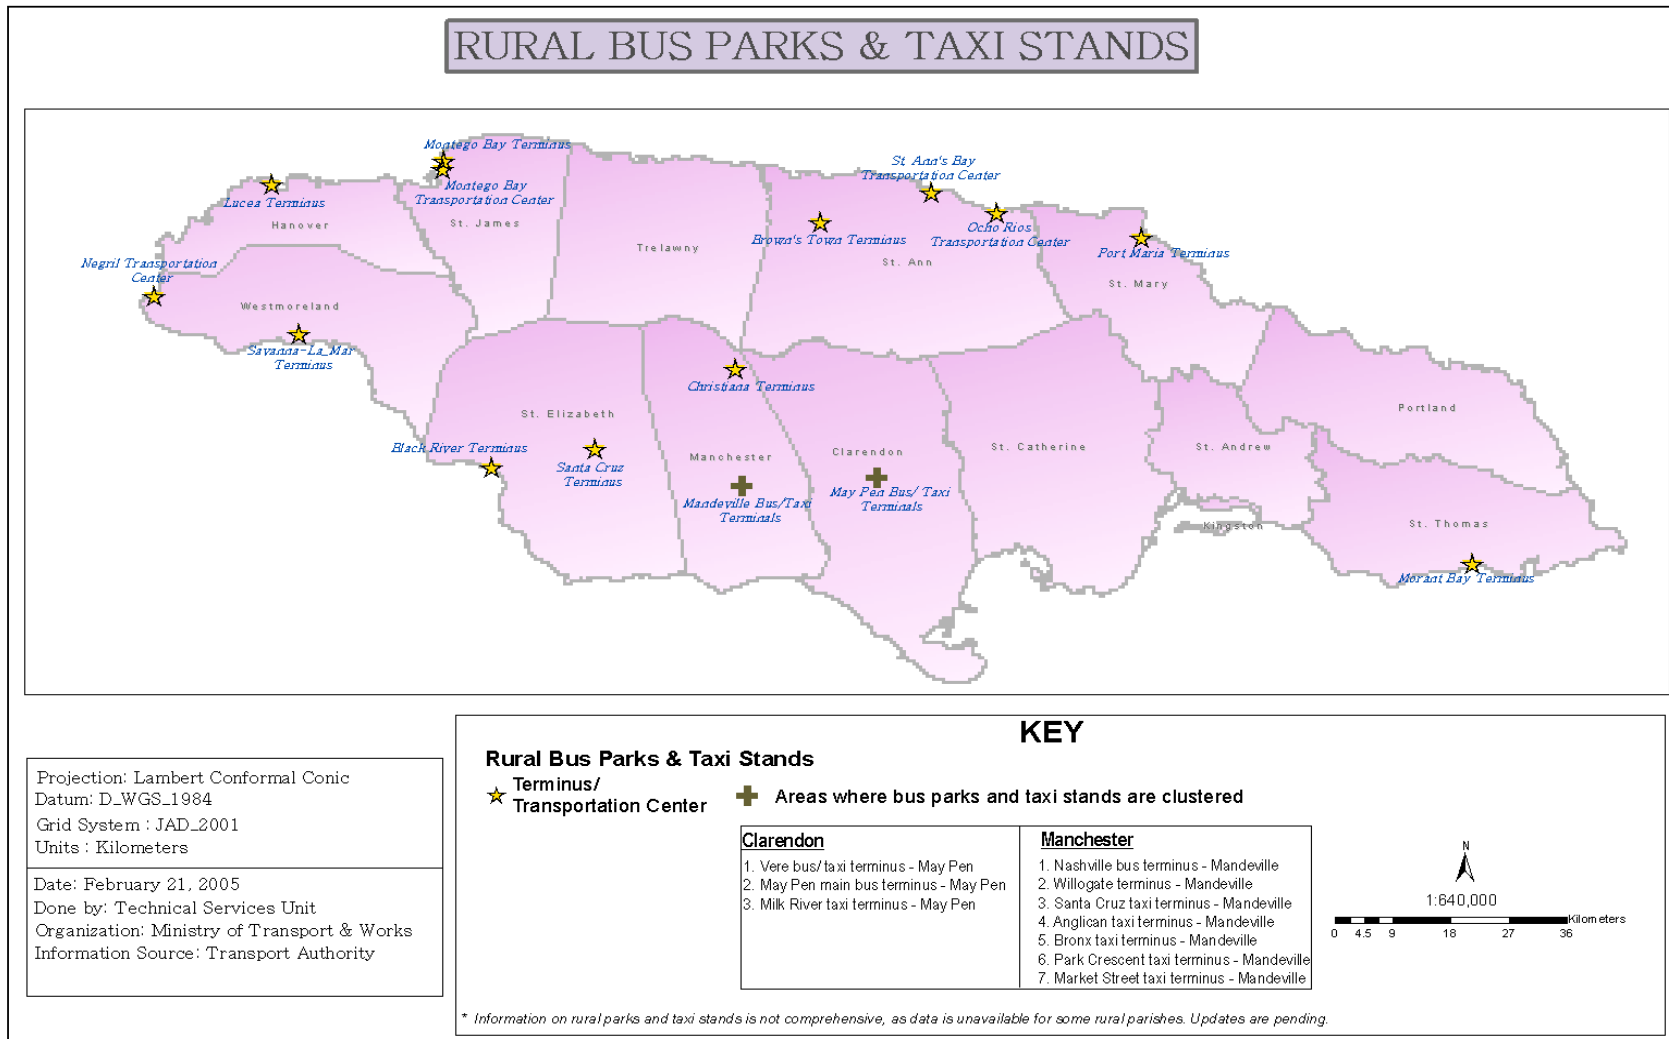 RURAL BUS PARKS & TAXI STANDS
Montego Bay Terminus
Montego Bay
Transportation Center
St. James
Lucea Terminus
Hanover
Negril Transportation
Center
Westmoreland
Savanna-La_Mar
Terminus
Trelawny
St Ann's Bay
Transportation Center
Brown's Town Terminus
Ocho Rios
Transportation Center
St. Ann
Port Maria Terminus
St. Mary
Christiana Terminus
St. Elizabeth
Black River Terminus
Santa Cruz
Terminus
Manchester
Mandeville Bus/Taxi
Terminals
Clarendon
May Pen Bus/ Taxi
Terminals
St. Catherine
St. Andrew
Kingston
Portland
St. Thomas
Morant Bay Terminus
Projection: Lambert Conformal Conic
Datum: D_WGS_1984
Grid System : JAD_2001
Units : Kilometers
Date: February 21, 2005
Done by: Technical Services Unit
Organization: Ministry of Transport & Works
Information Source: Transport Authority
KEY
Rural Bus Parks & Taxi Stands
Terminus/
Transportation Center
Areas where bus parks and taxi stands are clustered
Clarendon
1. Vere bus/ taxi terminus - May Pen
2. May Pen main bus terminus - May Pen
3. Milk River taxi terminus - May Pen
Manchester
1. Nashville bus terminus - Mandeville
2. Willogate terminus - Mandeville
3. Santa Cruz taxi terminus - Mandeville
4. Anglican taxi terminus - Mandeville
5. Bronx taxi terminus - Mandeville
6. Park Crescent taxi terminus - Mandeville
7. Market Street taxi terminus - Mandeville
N
1:640,000
Kilometers
0 4.5 9 18 27 36
* Information on rural parks and taxi stands is not comprehensive, as data is unavailable for some rural parishes. Updates are pending.